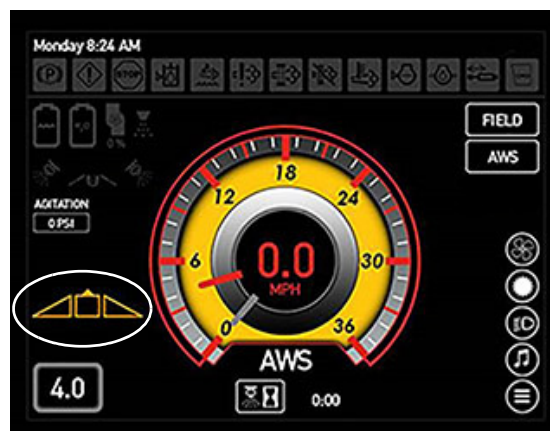 Monday 8:24 AM
STOP
FIELD
AWS
0%
AGITATION
0 PSI
18
12
24
6
30
0.0
MPH
0
36
AWS
4.0
0:00